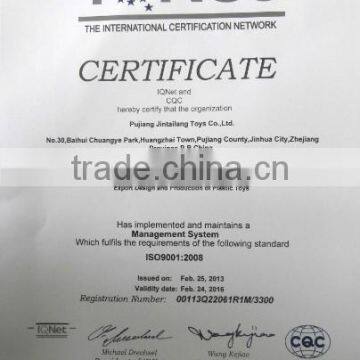 THE INTERNATIONAL CERTIFICATION NETWORK
CERTIFICATE
IQNet and
CQC
hereby certify that the organization
Pujiang Jintailang Toys Co.,Ltd.
No.30,Baihui Chuangye Park,Huangzhai Town,Pujiang County,Jinhua City,Zhejiang
Province,P.R.China
trade.china.cn
Export Design and Production of Plastic Toys
Has implemented and maintains a
Management System
Which fulfils the requirements of the following standard
ISO9001:2008
Issued on: Feb. 25, 2013
Validity date: Feb. 24, 2016
Registration Number: 00113Q22061R1M/3300
IQNet
CQC
Michael Drechsel
Wang Kejiao